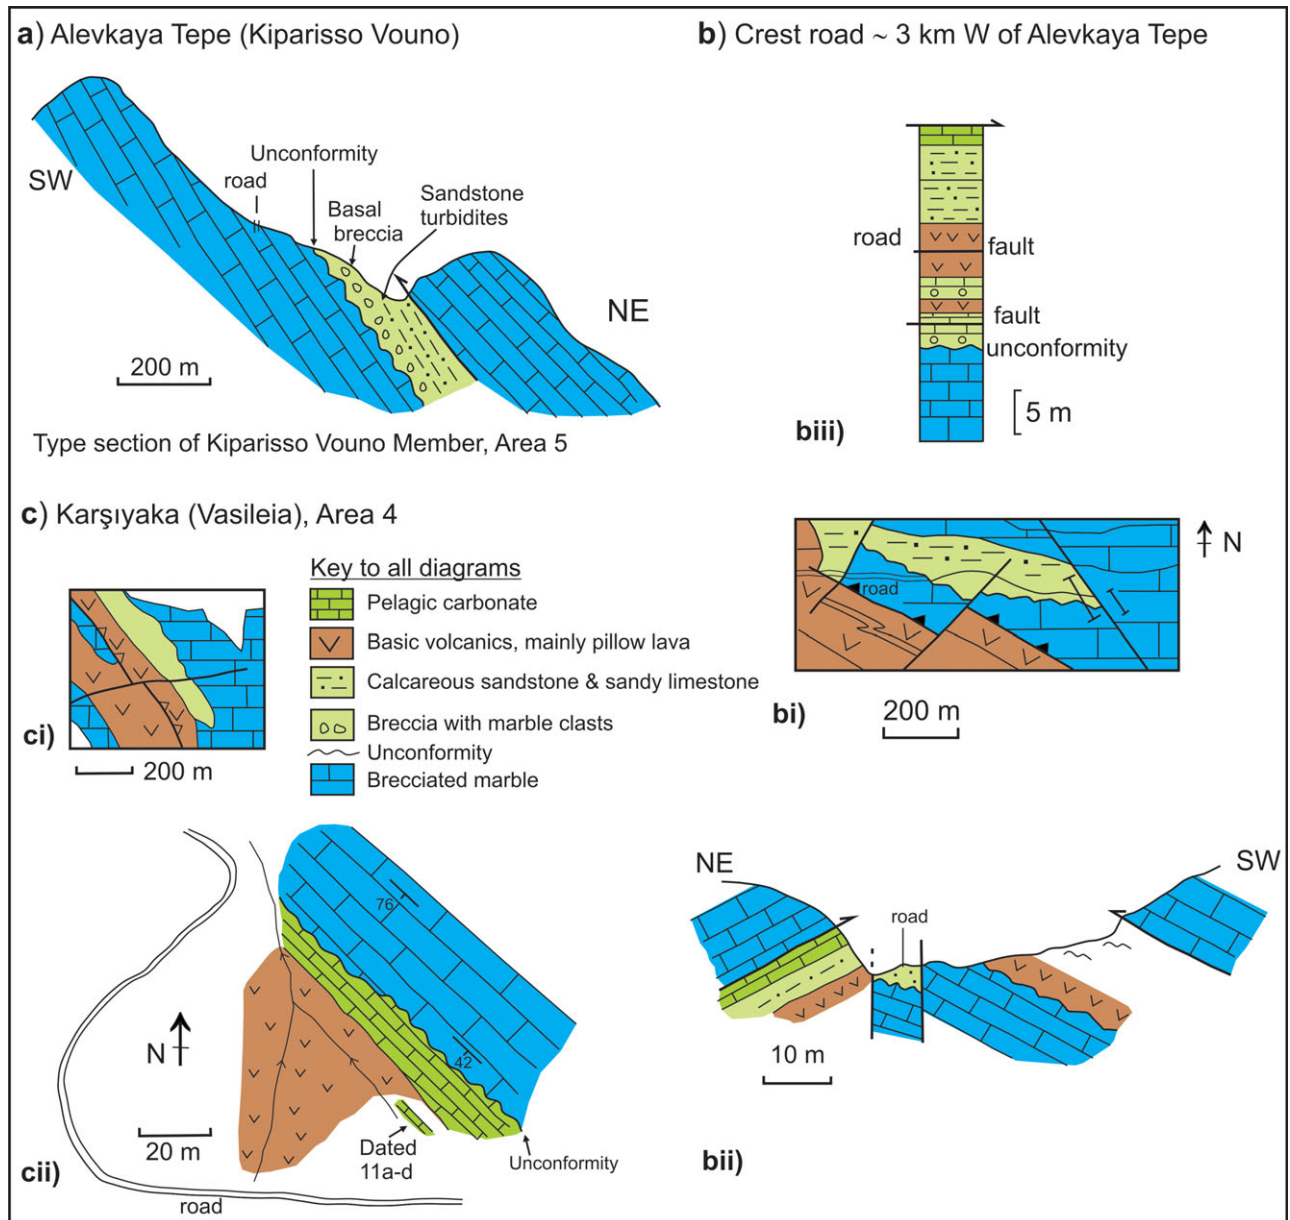 a) Alevkaya Tepe (Kiparisso Vouno)
SW
road
Unconformity
Basal
breccia
Sandstone
turbidites
NE
200 m
Type section of Kiparisso Vouno Member, Area 5
b) Crest road ~ 3 km W of Alevkaya Tepe
road
fault
fault
unconformity
5 m
biii)
N
road
200 m
bi)
NE
SW
road
10 m
bii)
c) Karşıyaka (Vasileia), Area 4
ci)
200 m
Key to all diagrams
Pelagic carbonate
Basic volcanics, mainly pillow lava
Calcareous sandstone & sandy limestone
Breccia with marble clasts
Unconformity
Brecciated marble
76
42
N
20 m
Dated
11a-d
Unconformity
cii)
road